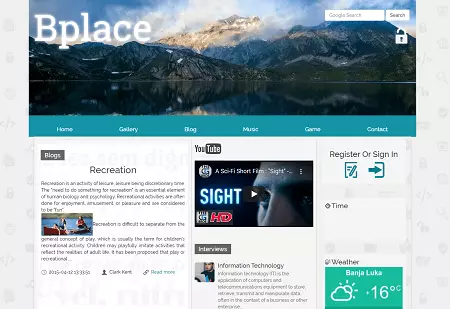 Bplace
Google Search
Search
Home
Gallery
Blog
Music
Game
Contact
Blogs
Recreation
Recreation is an activity of leisure, leisure being discretionary time.
The "need to do something for recreation" is an essential element
of human biology and psychology. Recreational activities are often
done for enjoyment, amusement, or pleasure and are considered
to be "fun".
Recreation is difficult to separate from the
general concept of play, which is usually the term for children's
recreational activity. Children may playfully imitate activities that
reflect the realities of adult life. It has been proposed that play or
recreational ...
2015-04-12 13:33:51
Clark Kent
Read more
YouTube
A Sci-Fi Short Film: "Sight" -...
SIGHT
HD
Interviews
Information Technology
Information technology (IT) is the
application of computers and
telecommunications equipment to store,
retrieve, transmit and manipulate data,
often in the context of a business or other
enterprise...
Register Or Sign In
Time
Weather
Banja Luka
+16°C